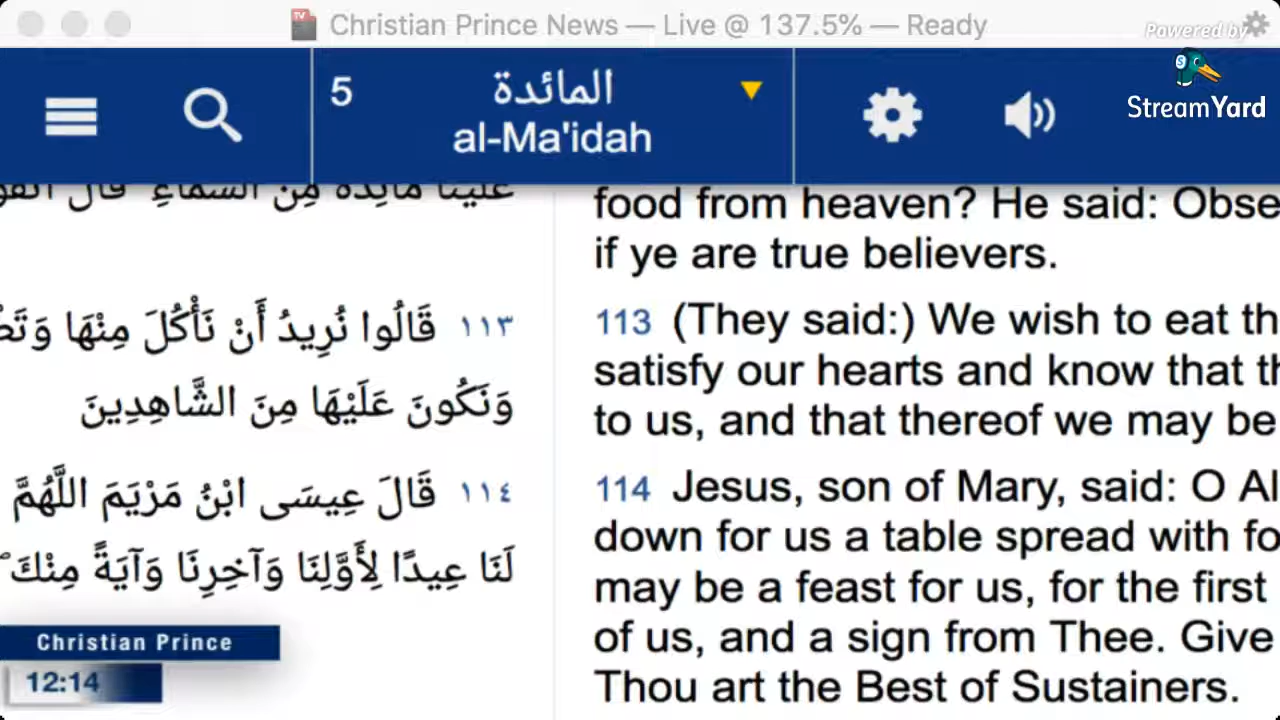 Christian Prince News — Live @ 137.5% — Ready
Powered by
StreamYard
5
المائدة
al-Ma'idah
علينا مائدة مِنَ السماءِ قال
food from heaven? He said: Obse
if ye are true believers.
١١٣ قَالُوا نُرِيدُ أَنْ نَأْكُلَ مِنْهَا
وَنَكُونَ عَلَيْهَا مِنَ الشَّاهِدِينَ
113 (They said:) We wish to eat th
satisfy our hearts and know that th
to us, and that thereof we may be
١١٤ قَالَ عِيسَى ابْنُ مَرْيَمَ اللَّهُمَّ
لَنَا عِيدًا لِأَوَّلِنَا وَآخِرِنَا وَآيَةً مِنْكَ
114 Jesus, son of Mary, said: O Al
down for us a table spread with fo
may be a feast for us, for the first
of us, and a sign from Thee. Give
Thou art the Best of Sustainers.
Christian Prince
12:14